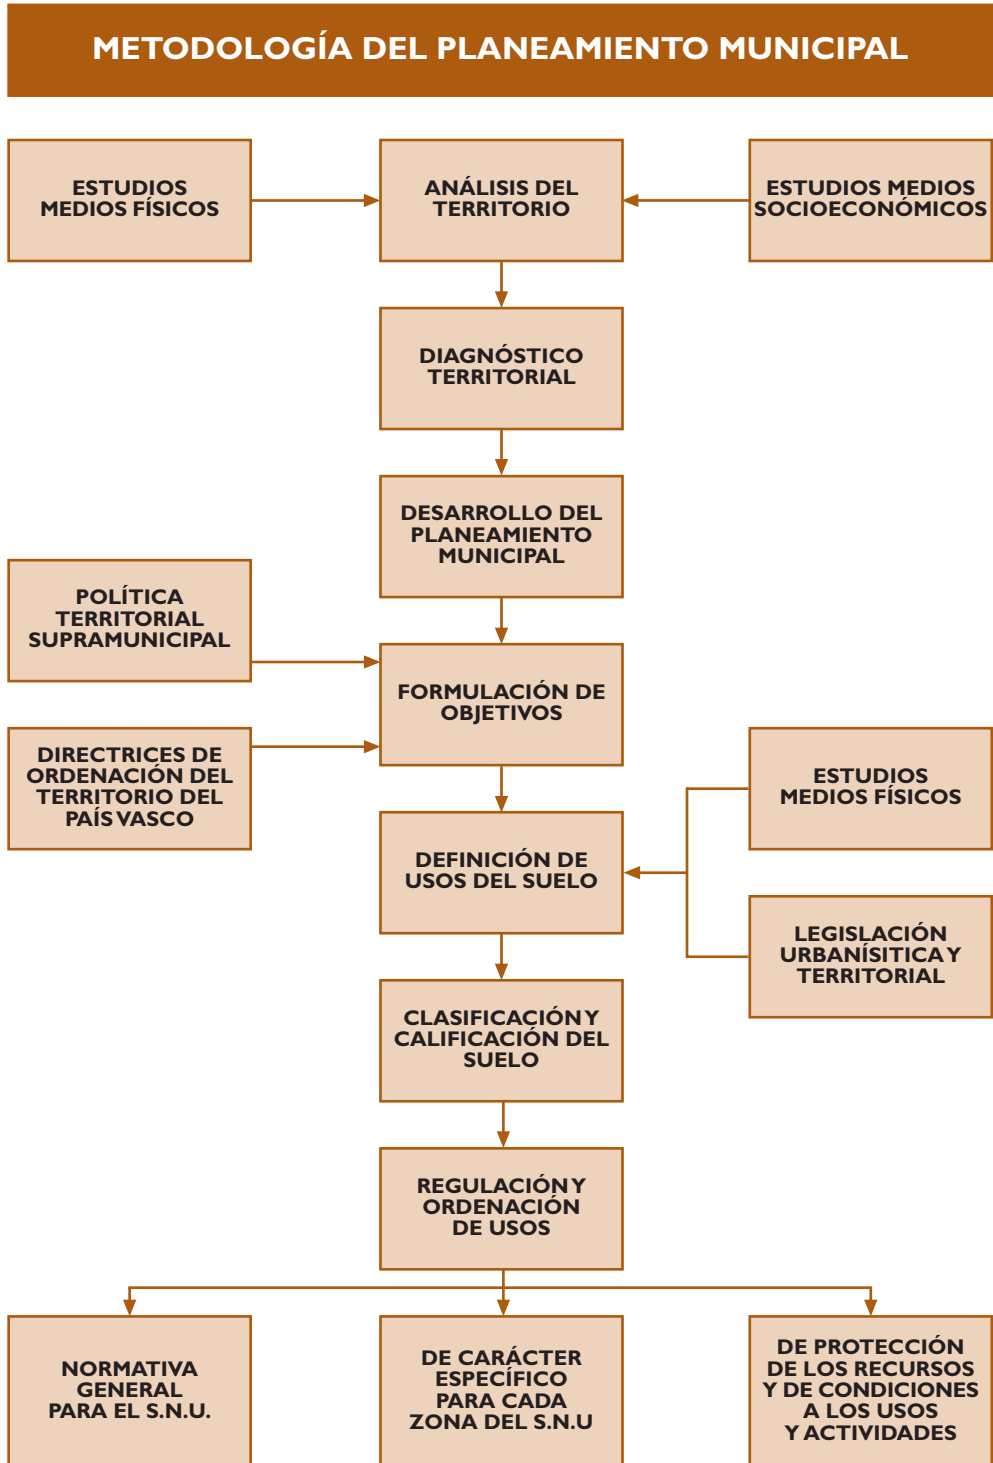 METODOLOGÍA DEL PLANEAMIENTO MUNICIPAL
ESTUDIOS
MEDIOS FÍSICOS
ANÁLISIS DEL
TERRITORIO
ESTUDIOS MEDIOS
SOCIOECONÓMICOS
DIAGNÓSTICO
TERRITORIAL
DESARROLLO DEL
PLANEAMIENTO
MUNICIPAL
POLÍTICA
TERRITORIAL
SUPRAMUNICIPAL
FORMULACIÓN DE
OBJETIVOS
DIRECTRICES DE
ORDENACIÓN DEL
TERRITORIO DEL
PAÍS VASCO
ESTUDIOS
MEDIOS FÍSICOS
DEFINICIÓN DE
USOS DEL SUELO
LEGISLACIÓN
URBANÍSITICA Y
TERRITORIAL
CLASIFICACIÓN Y
CALIFICACIÓN DEL
SUELO
REGULACIÓN Y
ORDENACIÓN
DE USOS
NORMATIVA
GENERAL
PARA EL S.N.U.
DE CARÁCTER
ESPECÍFICO
PARA CADA
ZONA DEL S.N.U
DE PROTECCIÓN
DE LOS RECURSOS
Y DE CONDICIONES
A LOS USOS
Y ACTIVIDADES